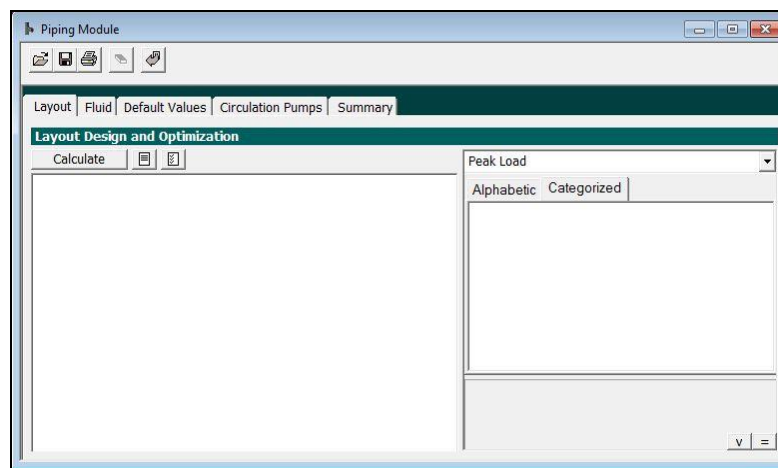 Piping Module
Layout Fluid Default Values Circulation Pumps Summary
Layout Design and Optimization
Calculate
Peak Load
Alphabetic Categorized
v =